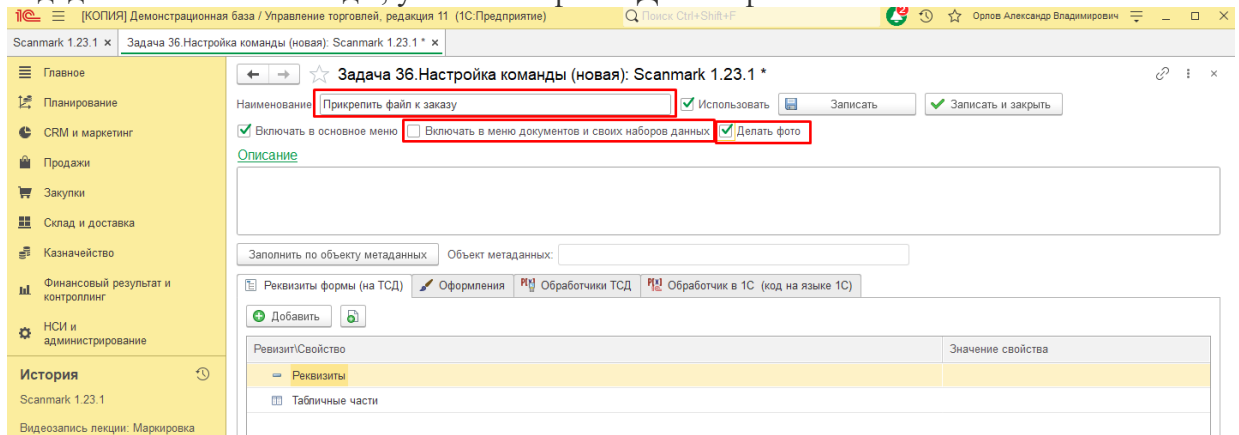 [КОПИЯ] Демонстрационная база / Управление торговлей, редакция 11 (1С:Предприятие) Поиск Ctrl+Shift+F Орлов Александр Владимирович
Scanmark 1.23.1 × Задача 36.Настройка команды (новая): Scanmark 1.23.1 * ×
Главное
Задача 36.Настройка команды (новая): Scanmark 1.23.1 *
Планирование
Наименование Прикрепить файл к заказу Использовать Записать Записать и закрыть
CRM и маркетинг
Включать в основное меню Включать в меню документов и своих наборов данных Делать фото
Продажи
Описание
Закупки
Склад и доставка
Казначейство
Заполнить по объекту метаданных Объект метаданных:
Финансовый результат и
контроллинг
Реквизиты формы (на ТСД) Оформления Обработчики ТСД Обработчик в 1С (код на языке 1С)
НСИ и
администрирование
Добавить
Ревизит\Свойство Значение свойства
История
Реквизиты
Scanmark 1.23.1
Табличные части
Видеозапись лекции: Маркировка